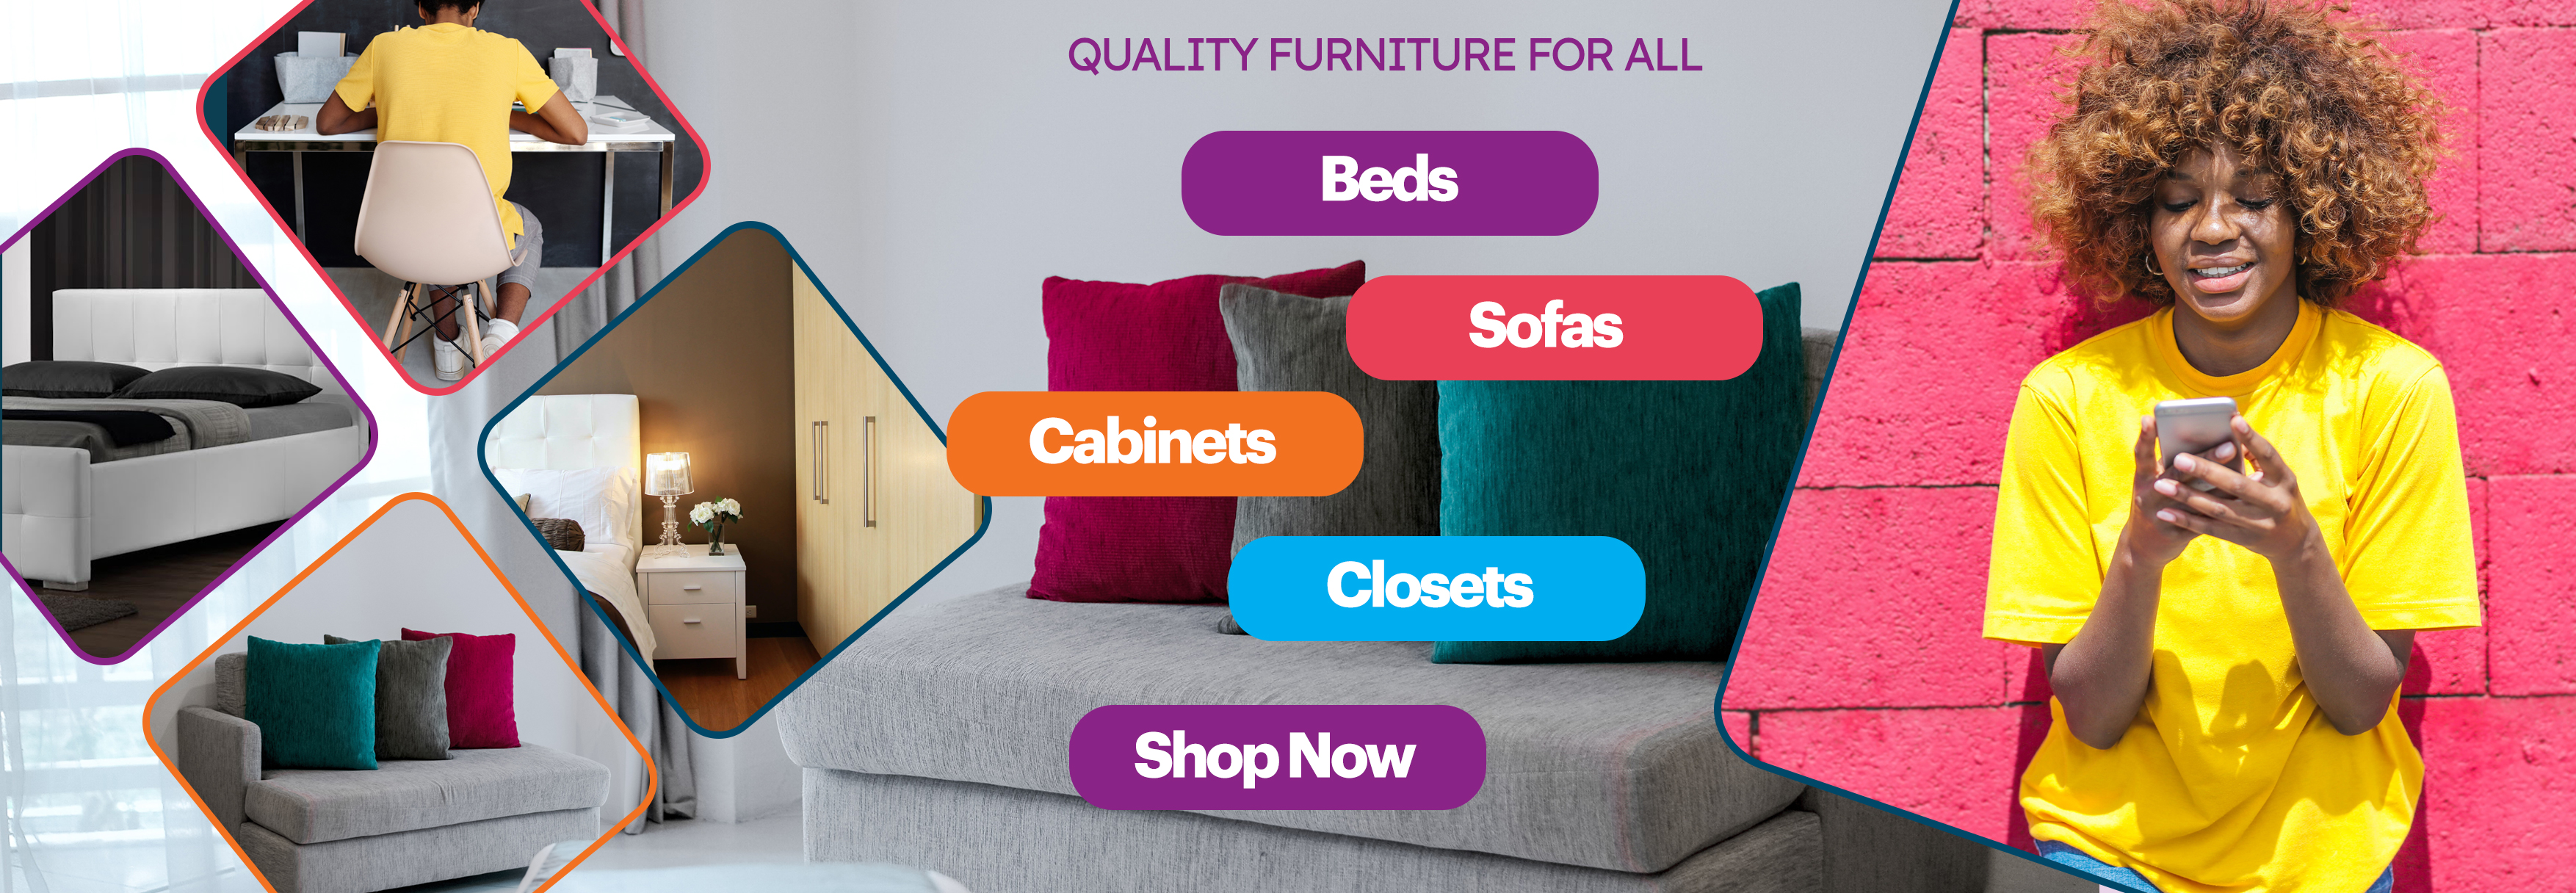 QUALITY FURNITURE FOR ALL
Beds
Sofas
Cabinets
Closets
Shop Now